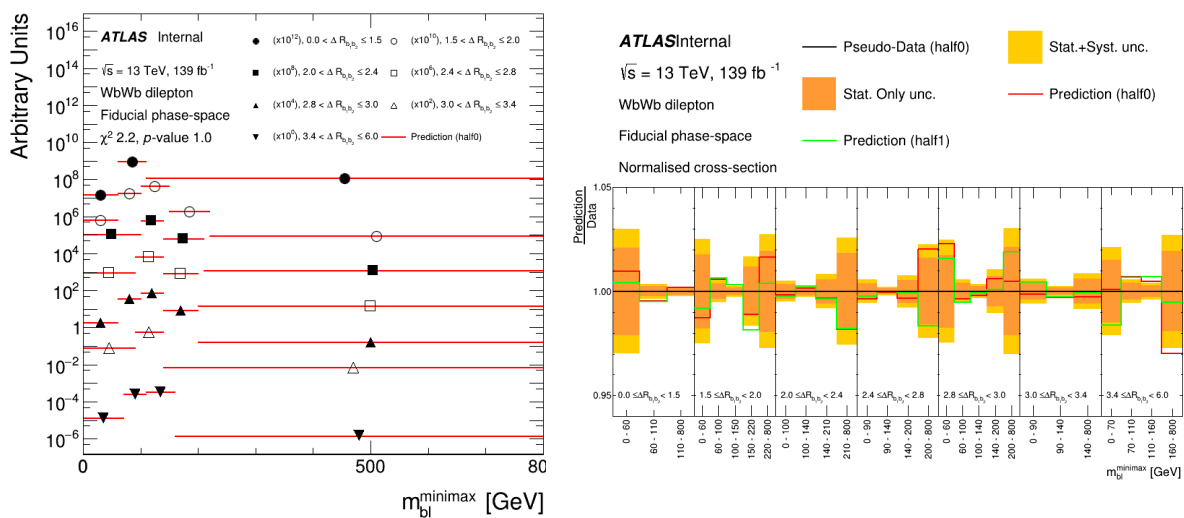 Arbitrary Units
10^16
10^14
10^12
10^10
10^8
10^6
10^4
10^2
1
10^−2
10^−4
10^−6
ATLAS Internal
√s = 13 TeV, 139 fb^-1
WbWb dilepton
Fiducial phase-space
χ² 2.2, p-value 1.0
(x10^12), 0.0 < Δ R_b1b2 ≤ 1.5
(x10^10), 1.5 < Δ R_b1b2 ≤ 2.0
(x10^8), 2.0 < Δ R_b1b2 ≤ 2.4
(x10^6), 2.4 < Δ R_b1b2 ≤ 2.8
(x10^4), 2.8 < Δ R_b1b2 ≤ 3.0
(x10^2), 3.0 < Δ R_b1b2 ≤ 3.4
(x10^0), 3.4 < Δ R_b1b2 ≤ 6.0
Prediction (half0)
0 500 80
m_bl^minimax [GeV]
ATLAS Internal
√s = 13 TeV, 139 fb^-1
WbWb dilepton
Fiducial phase-space
Normalised cross-section
Pseudo-Data (half0)
Stat.+Syst. unc.
Stat. Only unc.
Prediction (half0)
Prediction (half1)
Prediction
Data
1.05
1.00
0.95
0.0 ≤ΔR_b1b2< 1.5
1.5 ≤ΔR_b1b2< 2.0
2.0 ≤ΔR_b1b2< 2.4
2.4 ≤ΔR_b1b2< 2.8
2.8 ≤ΔR_b1b2< 3.0
3.0 ≤ΔR_b1b2< 3.4
3.4 ≤ΔR_b1b2< 6.0
0 - 60
60 - 110
110 - 800
0 - 60
60 - 100
100 - 150
150 - 220
220 - 800
0 - 100
100 - 140
140 - 210
210 - 800
0 - 90
90 - 140
140 - 200
200 - 800
0 - 60
60 - 100
100 - 140
140 - 200
200 - 800
0 - 90
90 - 140
140 - 800
0 - 70
70 - 110
110 - 160
160 - 800
m_bl^minimax [GeV]